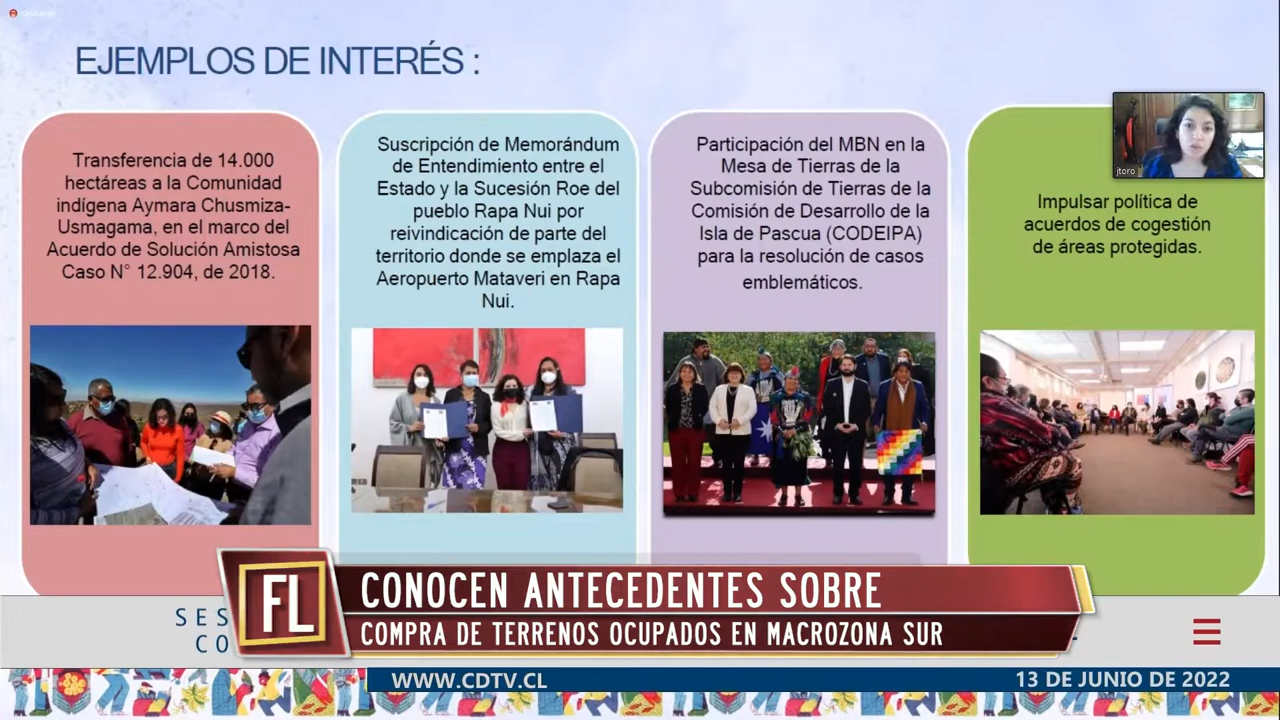 EJEMPLOS DE INTERÉS :
Transferencia de 14.000
hectáreas a la Comunidad
indígena Aymara Chusmiza-
Usmagama, en el marco del
Acuerdo de Solución Amistosa
Caso N° 12.904, de 2018.
Suscripción de Memorándum
de Entendimiento entre el
Estado y la Sucesión Roe del
pueblo Rapa Nui por
reivindicación de parte del
territorio donde se emplaza el
Aeropuerto Mataveri en Rapa
Nui.
Participación del MBN en la
Mesa de Tierras de la
Subcomisión de Tierras de la
Comisión de Desarrollo de la
Isla de Pascua (CODEIPA)
para la resolución de casos
emblemáticos.
jtoro
Impulsar política de
acuerdos de cogestión
de áreas protegidas.
SES
CO
FL
CONOCEN ANTECEDENTES SOBRE
COMPRA DE TERRENOS OCUPADOS EN MACROZONA SUR
WWW.CDTV.CL
13 DE JUNIO DE 2022